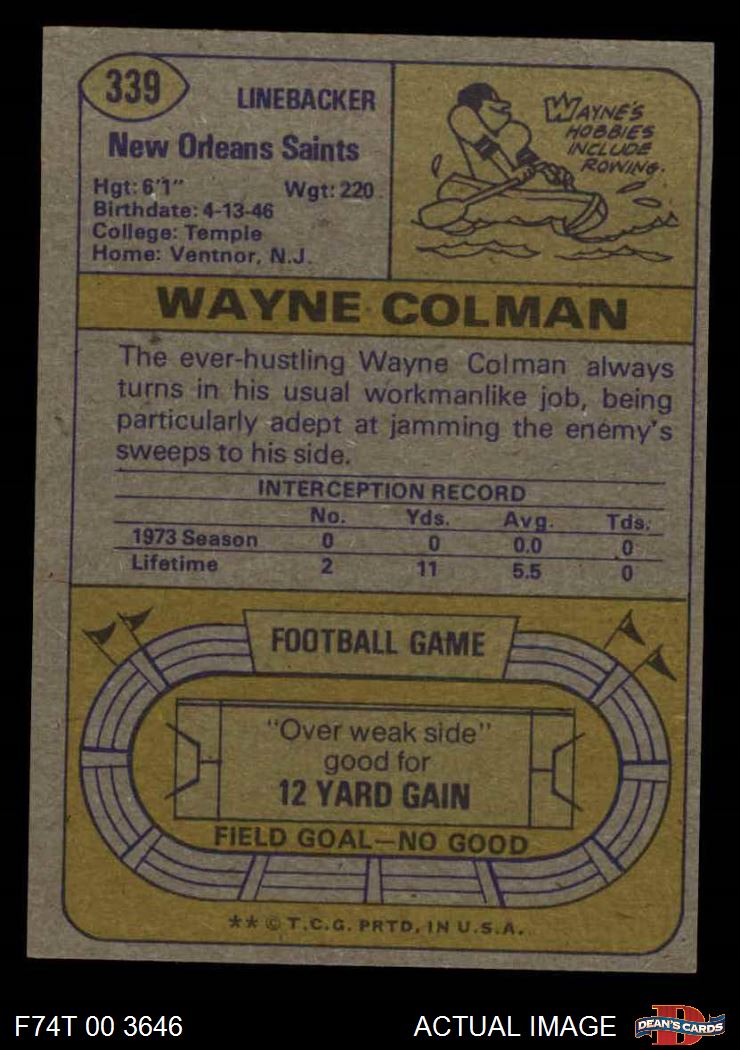 339
LINEBACKER
New Orleans Saints
Hgt: 6'1" Wgt: 220
Birthdate: 4-13-46
College: Temple
Home: Ventnor, N.J.
WAYNE'S
HOBBIES
INCLUDE
ROWING.
WAYNE COLMAN
The ever-hustling Wayne Colman always
turns in his usual workmanlike job, being
particularly adept at jamming the enemy's
sweeps to his side.
INTERCEPTION RECORD
No. Yds. Avg. Tds.
1973 Season 0 0 0.0 0
Lifetime 2 11 5.5 0
FOOTBALL GAME
"Over weak side"
good for
12 YARD GAIN
FIELD GOAL—NO GOOD
** © T.C.G. PRTD. IN U.S.A.
F74T 00 3646
ACTUAL IMAGE
D
DEAN'S CARDS